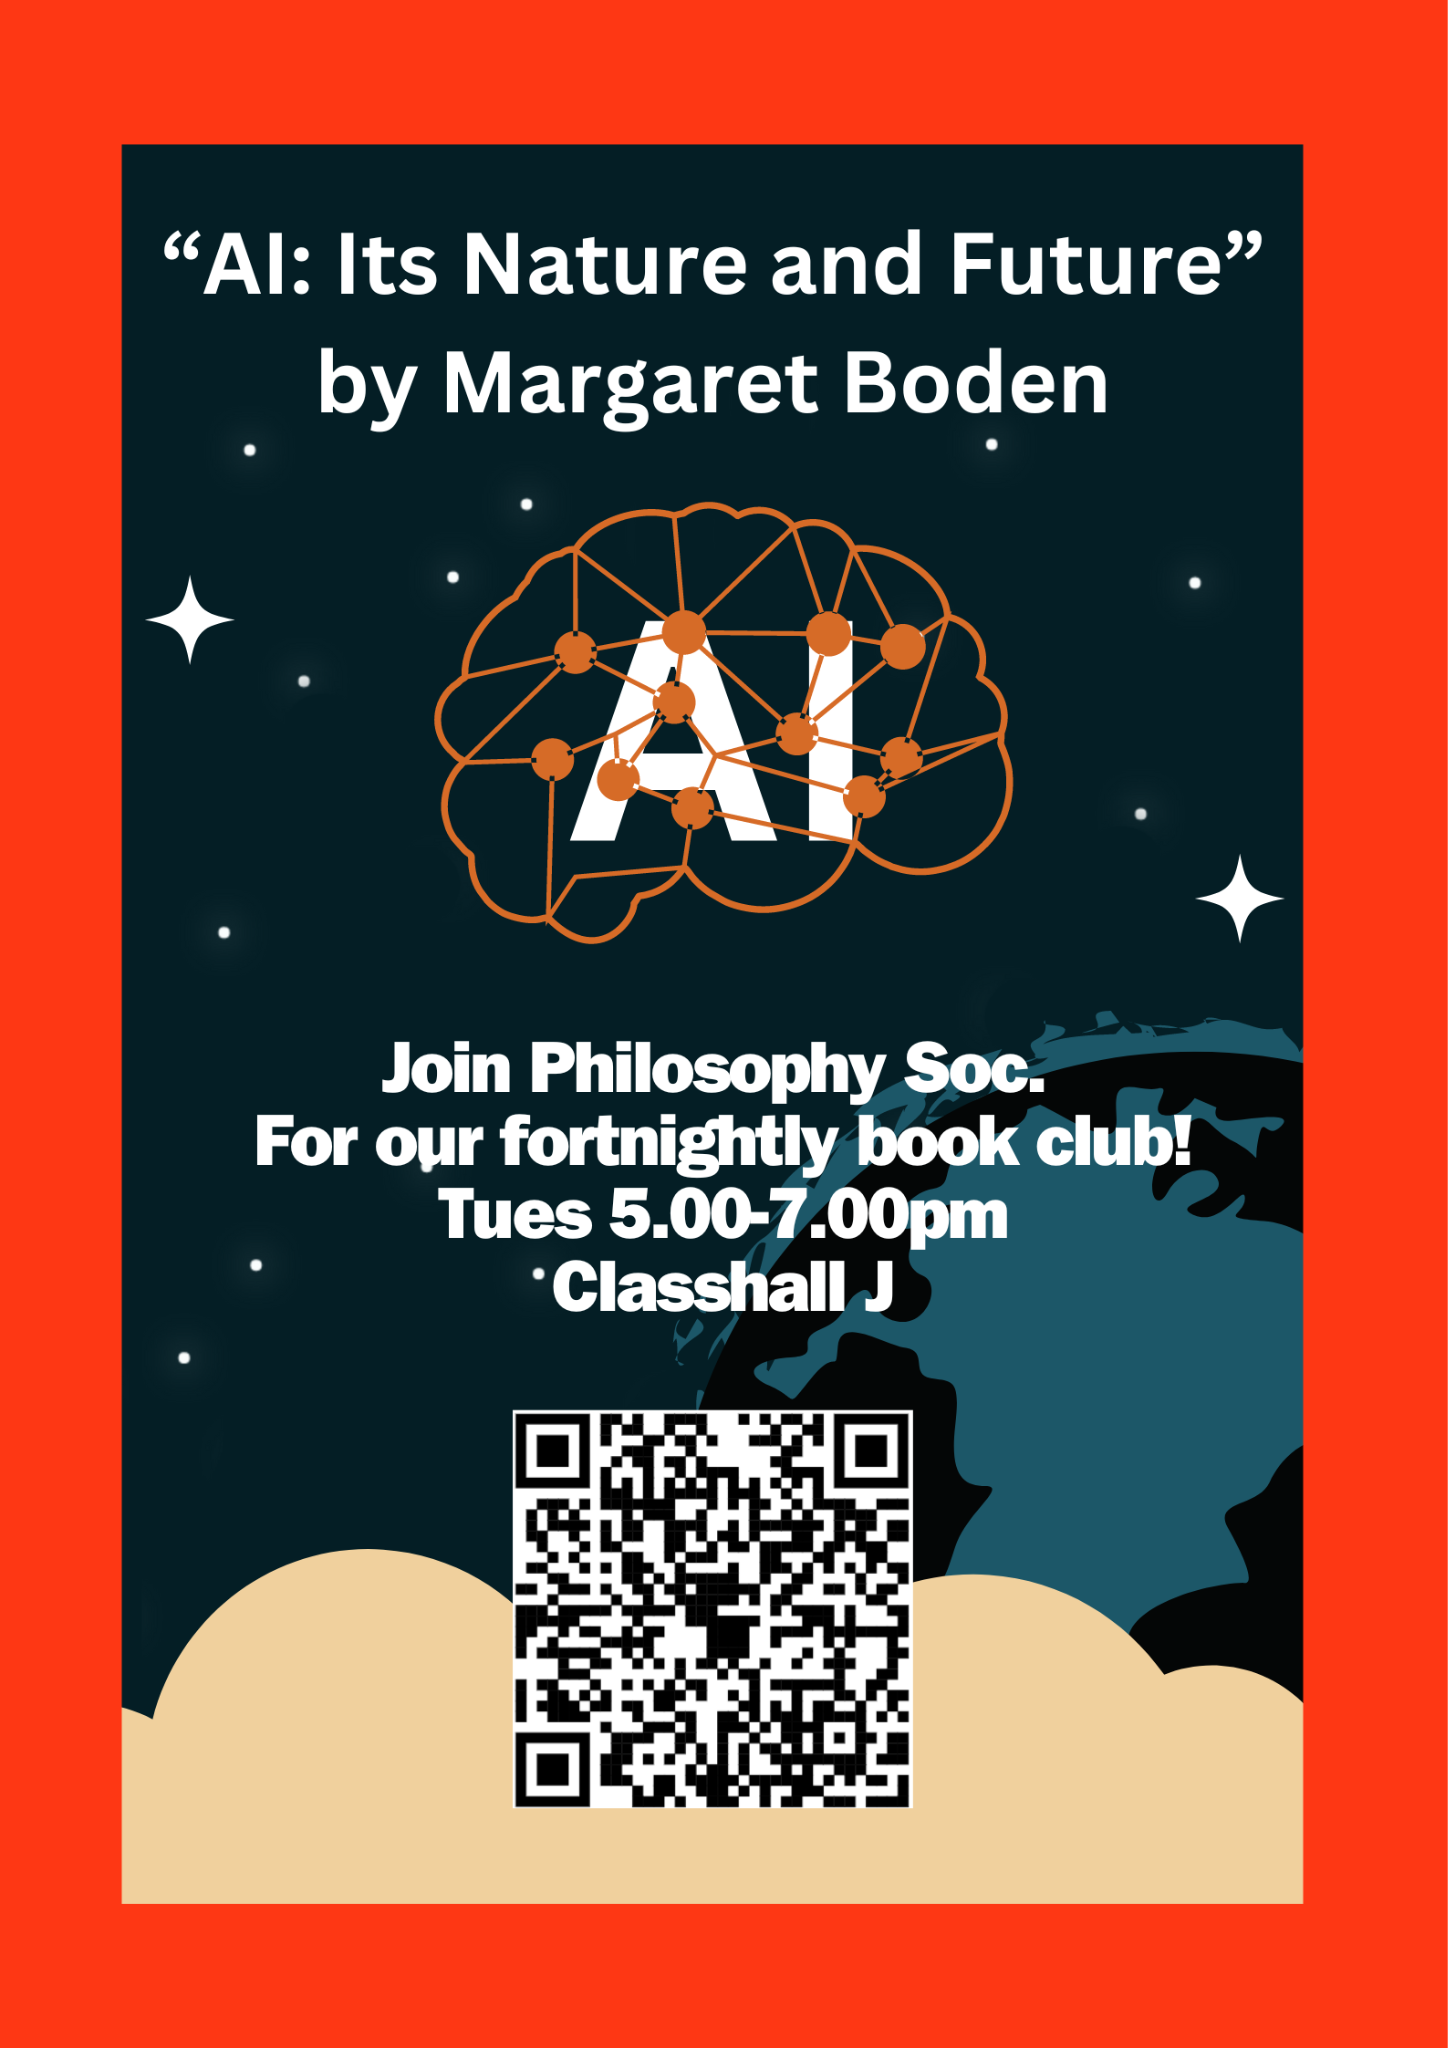 “AI: Its Nature and Future”
by Margaret Boden
AI
Join Philosophy Soc.
For our fortnightly book club!
Tues 5.00-7.00pm
Classhall J